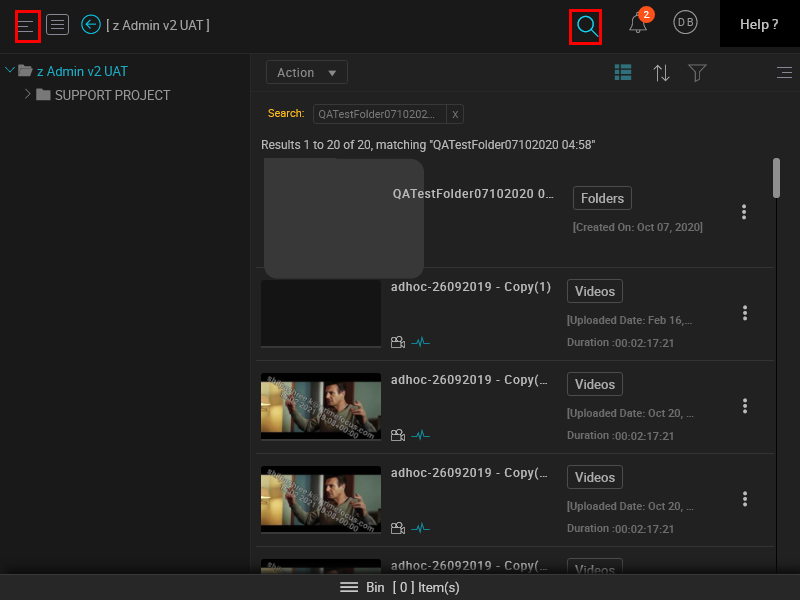 [ z Admin v2 UAT ]
2
DB
Help ?
z Admin v2 UAT
SUPPORT PROJECT
Action
Search:
QATestFolder0710202...
x
Results 1 to 20 of 20, matching "QATestFolder07102020 04:58"
QATestFolder07102020 0...
Folders
[Created On: Oct 07, 2020]
adhoc-26092019 - Copy(1)
Videos
[Uploaded Date: Feb 16,...
Duration :00:02:17:21
adhoc-26092019 - Copy(...
Videos
[Uploaded Date: Oct 20, ...
Duration :00:02:17:21
adhoc-26092019 - Copy(...
Videos
[Uploaded Date: Oct 20, ...
Duration :00:02:17:21
adhoc-26092019 - Copy(...
Videos
Bin [ 0 ] Item(s)